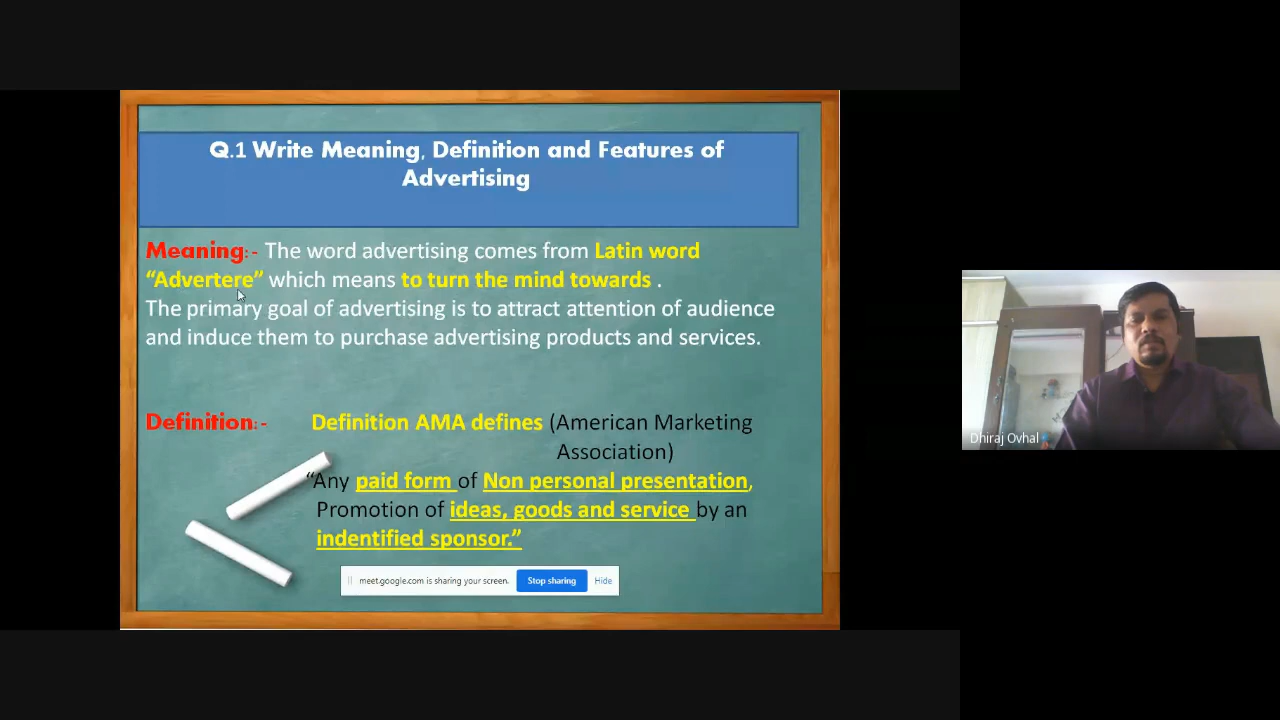 Q.1 Write Meaning, Definition and Features of
Advertising
Meaning:- The word advertising comes from Latin word
“Advertere” which means to turn the mind towards .
The primary goal of advertising is to attract attention of audience
and induce them to purchase advertising products and services.
Definition:- Definition AMA defines (American Marketing
Association)
“Any paid form of Non personal presentation,
Promotion of ideas, goods and service by an
indentified sponsor.”
meet.google.com is sharing your screen. Stop sharing Hide
Dhiraj Ovhal